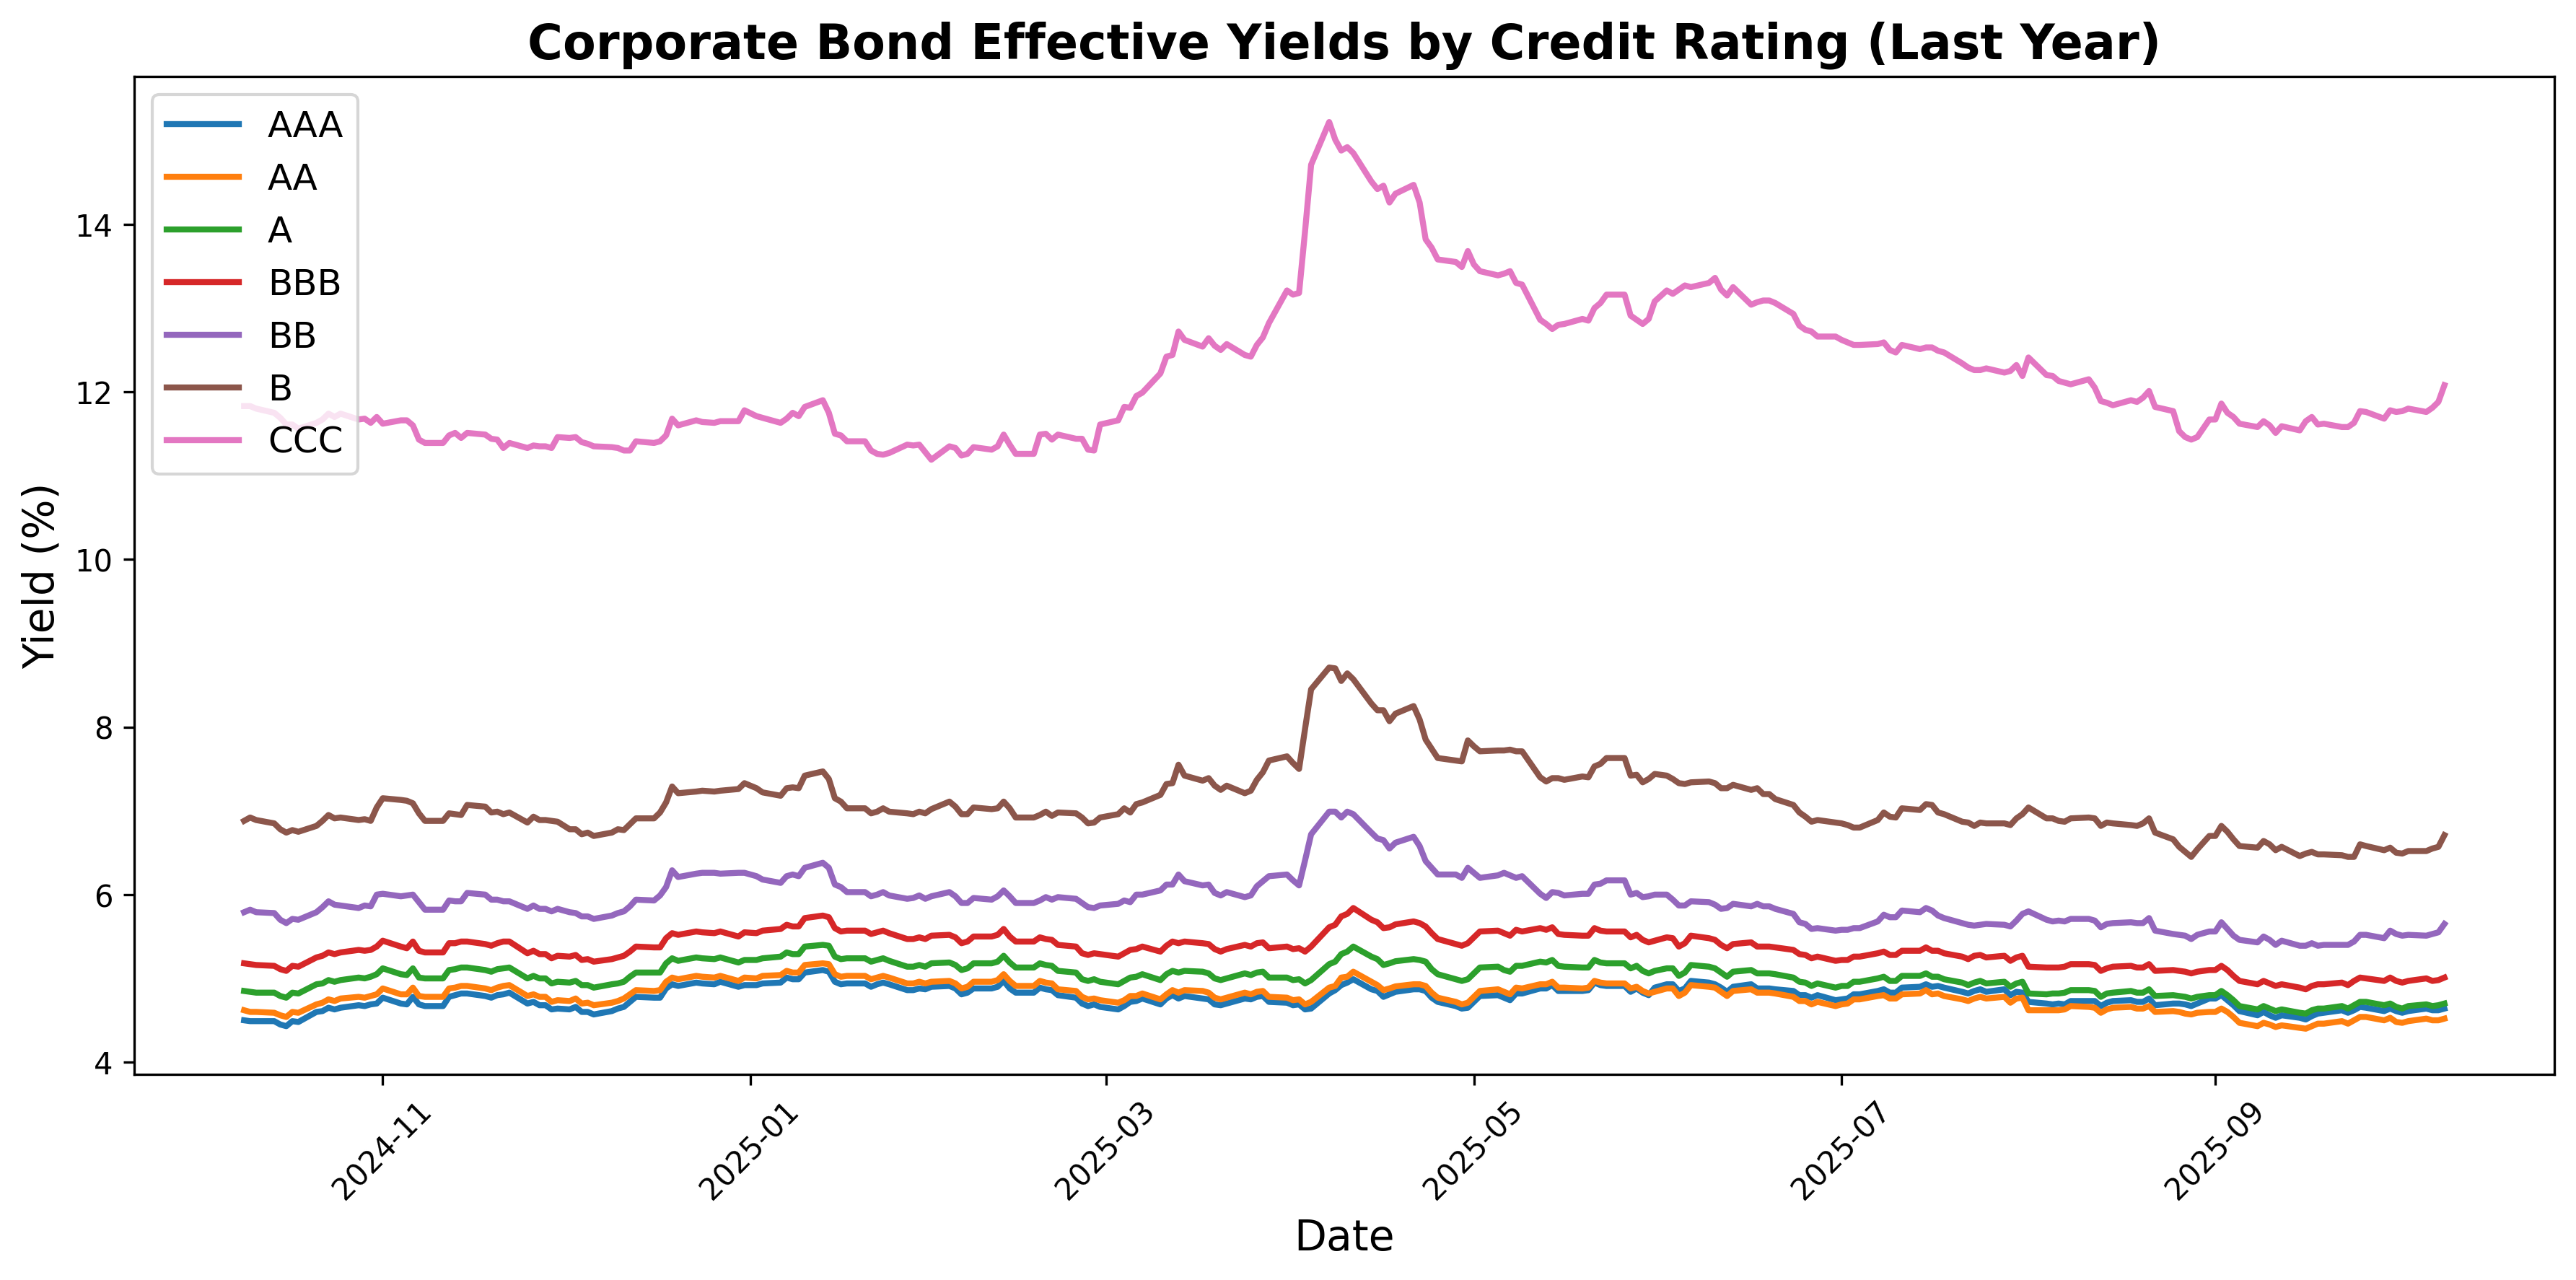 Corporate Bond Effective Yields by Credit Rating (Last Year)
AAA
AA
A
BBB
BB
B
CCC
Yield (%)
14
12
10
8
6
4
2024-11
2025-01
2025-03
2025-05
2025-07
2025-09
Date